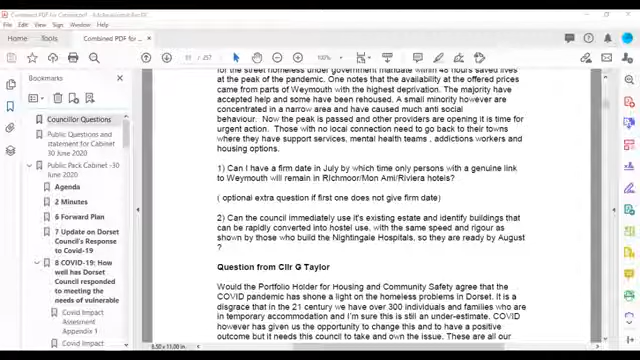 Combined PDF for Cabinet.pdf - Adobe Acrobat
File Edit View Sign Window Help
Home Tools Combined PDF for ... ×
/ 257
100%
Bookmarks ×
Councillor Questions
Public Questions and statement for Cabinet 30 June 2020
Public Pack Cabinet -30 june 2020
Agenda
2 Minutes
6 Forward Plan
7 Update on Dorset Council's Response to Covid-19
8 COVID-19: How well has Dorset Council responded to meeting the needs of vulnerable
Covid Impact Assessment Appendix 1
Covid Impact
for the street homeless under government mandate within 48 hours saved lives
at the peak of the pandemic. One notes that the availability at the offered prices
came from parts of Weymouth with the highest deprivation. The majority have
accepted help and some have been rehoused. A small minority however are
concentrated in a narrow area and have caused much anti social
behaviour. Now the peak is passed and other providers are opening it is time for
urgent action. Those with no local connection need to go back to their towns
where they have support services, mental health teams , addictions workers and
housing options.
1) Can I have a firm date in July by which time only persons with a genuine link
to Weymouth will remain in RIchmoor/Mon Ami/Riviera hotels?
( optional extra question if first one does not give firm date)
2) Can the council immediately use it's existing estate and identify buildings that
can be rapidly converted into hostel use, with the same speed and rigour as
shown by those who build the Nightingale Hospitals, so they are ready by August
?
Question from Cllr G Taylor
Would the Portfolio Holder for Housing and Community Safety agree that the
COVID pandemic has shone a light on the homeless problems in Dorset. It is a
disgrace that in the 21 century we have over 300 individuals and families who are
in temporary accommodation and I'm sure this is still an under-estimate. COVID
however has given us the opportunity to change this and to have a positive
outcome but it needs this council to take and own the issue. These are all our
8.50 x 11.00 in